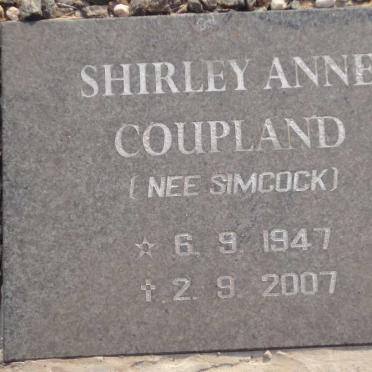 SHIRLEY ANNE
COUPLAND
(NEE SIMCOCK)
☆ 6. 9. 1947
✝ 2. 9. 2007